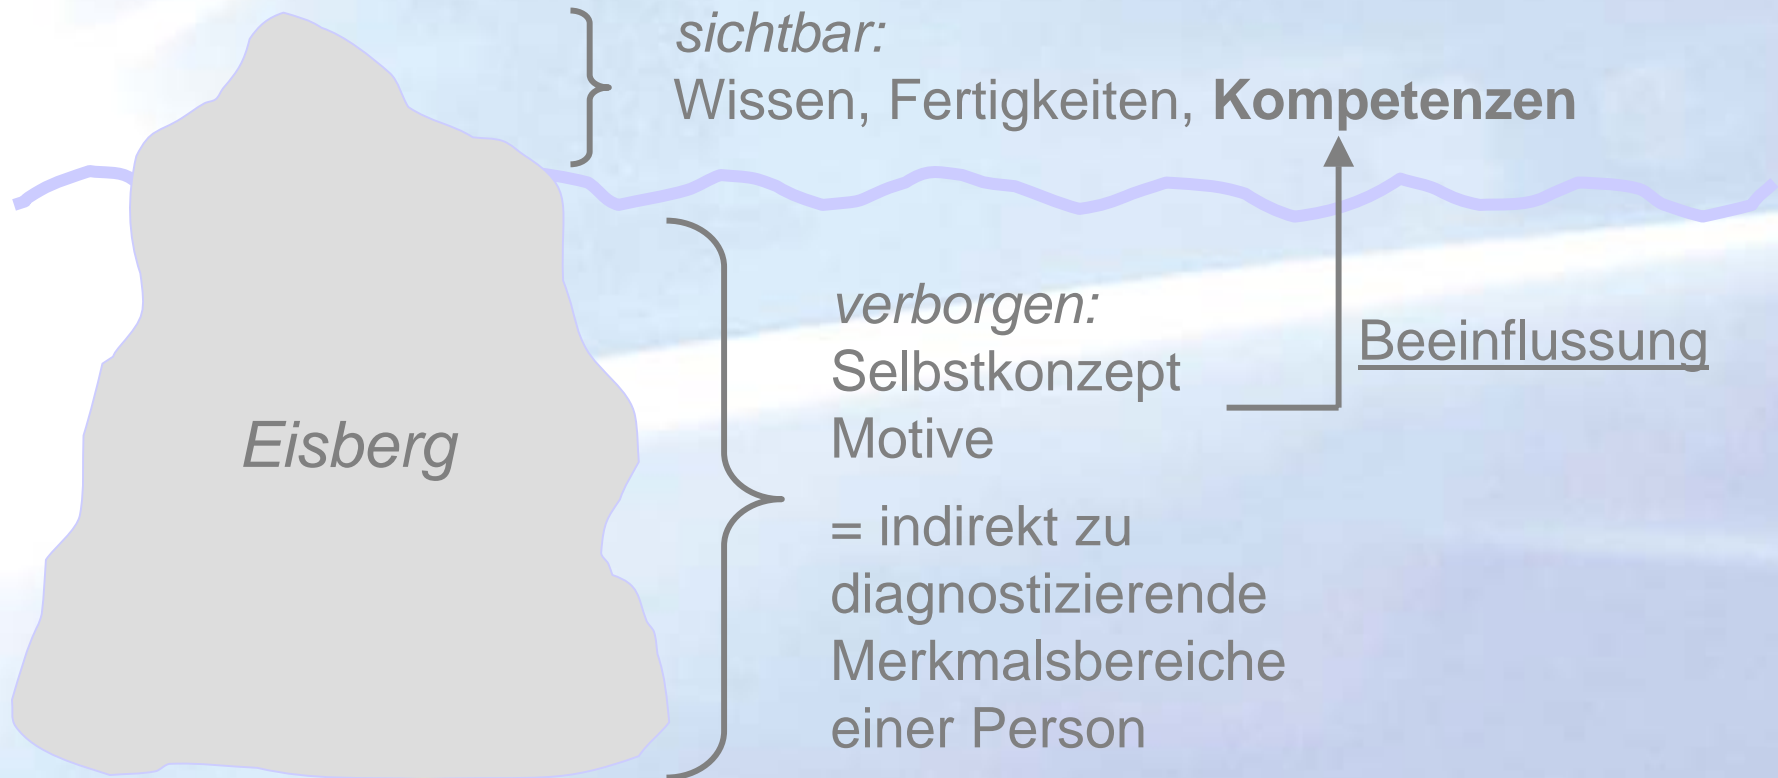 sichtbar:
Wissen, Fertigkeiten, Kompetenzen
Eisberg
verborgen:
Selbstkonzept
Motive
= indirekt zu
diagnostizierende
Merkmalsbereiche
einer Person
Beeinflussung